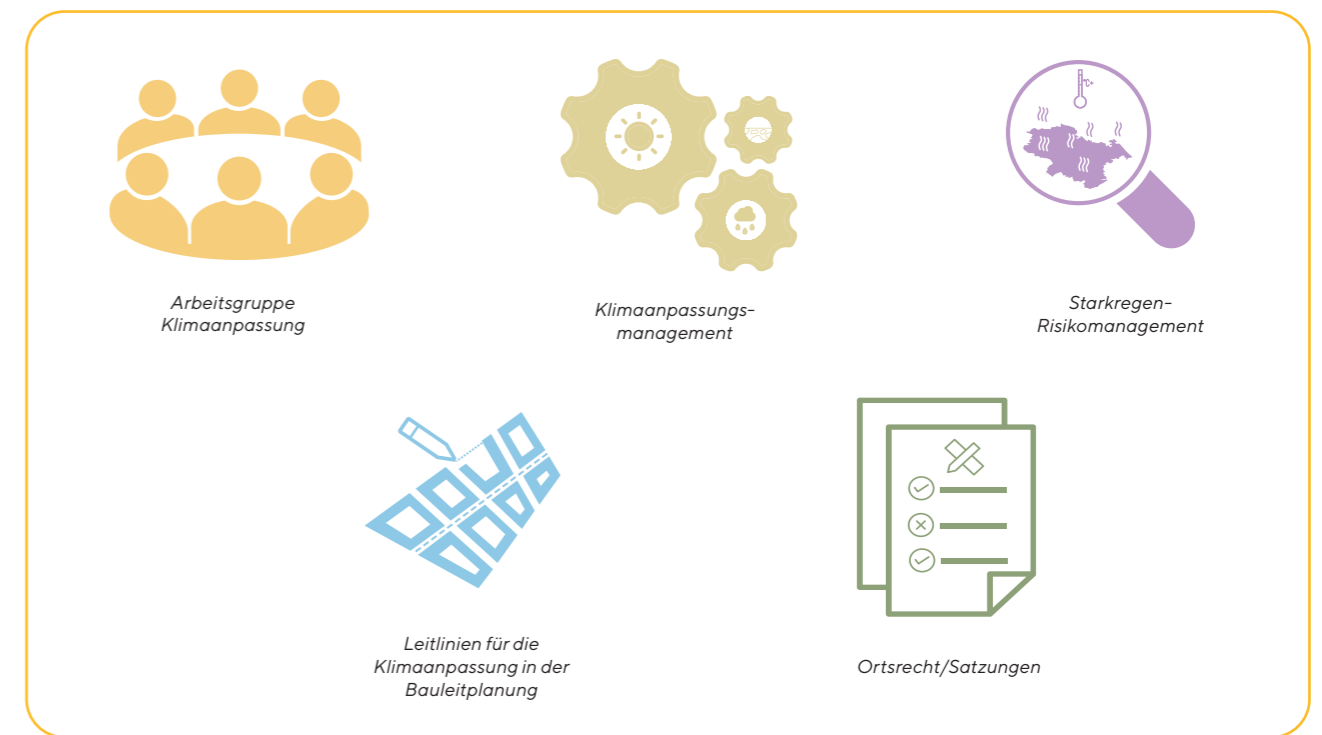 Arbeitsgruppe
Klimaanpassung
Klimaanpassungs-
management
Starkregen-
Risikomanagement
Leitlinien für die
Klimaanpassung in der
Bauleitplanung
Ortsrecht/Satzungen